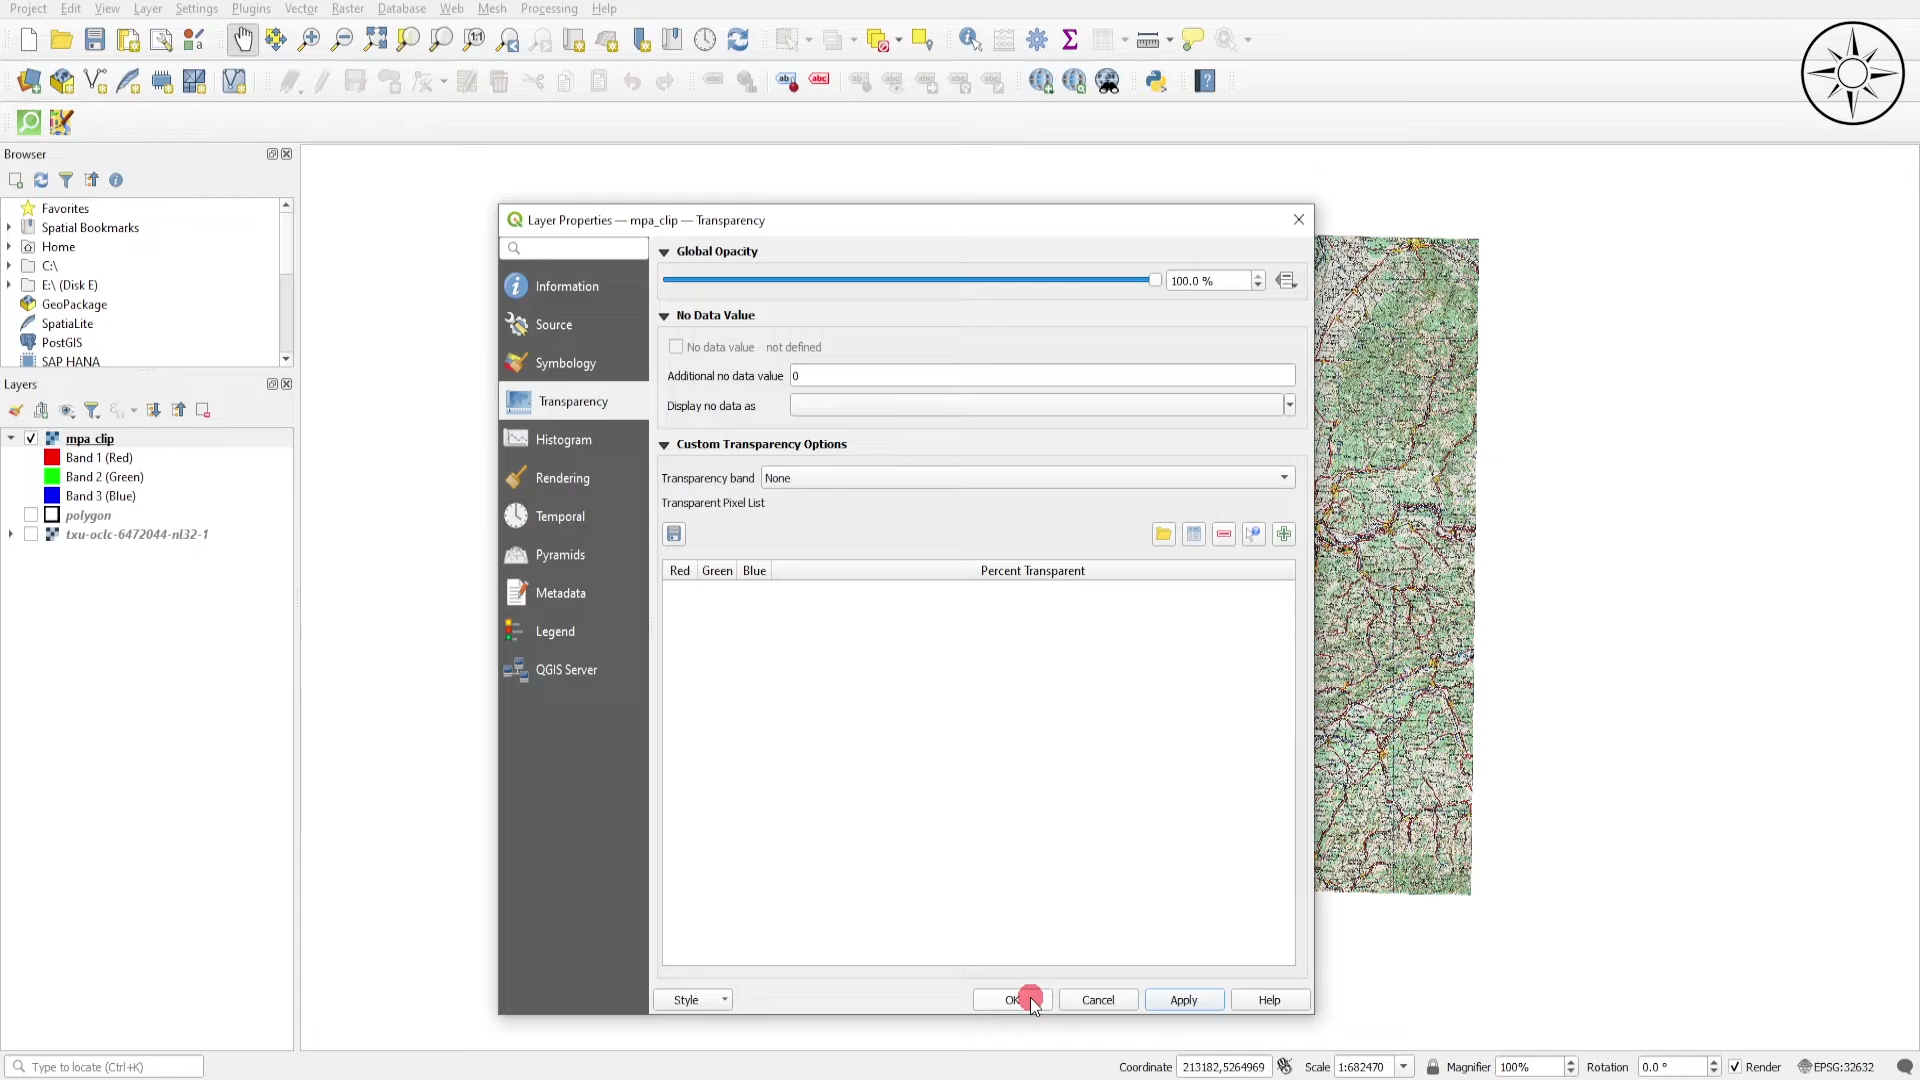 Project Edit View Layer Settings Plugins Vector Raster Database Web Mesh Processing Help
Browser
Favorites
Spatial Bookmarks
Home
C:\
E:\ (Disk E)
GeoPackage
SpatiaLite
PostGIS
SAP HANA
Layers
mpa_clip
Band 1 (Red)
Band 2 (Green)
Band 3 (Blue)
polygon
txu-oclc-6472044-nl32-1
Layer Properties — mpa_clip — Transparency
Information
Source
Symbology
Transparency
Histogram
Rendering
Temporal
Pyramids
Metadata
Legend
QGIS Server
Global Opacity
100.0 %
No Data Value
No data value not defined
Additional no data value 0
Display no data as
Custom Transparency Options
Transparency band None
Transparent Pixel List
Red Green Blue Percent Transparent
Style OK Cancel Apply Help
Type to locate (Ctrl+K) Coordinate 213182,5264969 Scale 1:682470 Magnifier 100% Rotation 0.0 ° Render EPSG:32632